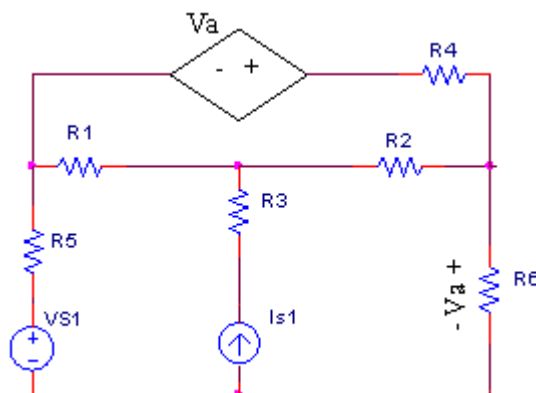 Va
- +
R4
R1
R2
R3
R5
R6
- Va +
VS1
+
-
Is1